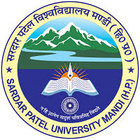 सरदार पटेल विश्वविद्यालय मण्डी (हि॰प्र॰)
SARDAR PATEL UNIVERSITY MANDI (H.P.)